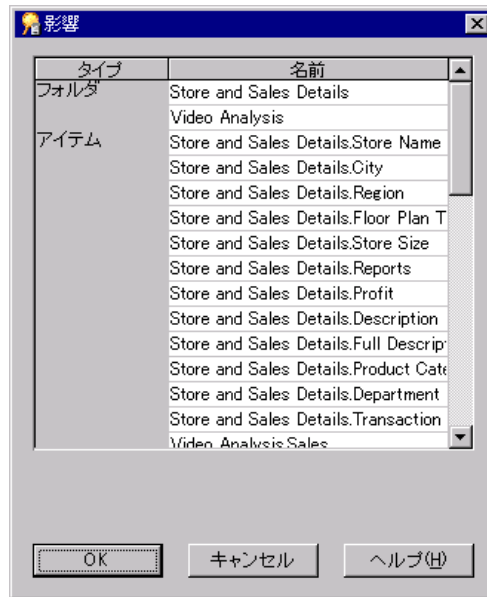 影響
タイプ 名前
フォルダ Store and Sales Details
Video Analysis
アイテム Store and Sales Details.Store Name
Store and Sales Details.City
Store and Sales Details.Region
Store and Sales Details.Floor Plan T
Store and Sales Details.Store Size
Store and Sales Details.Reports
Store and Sales Details.Profit
Store and Sales Details.Description
Store and Sales Details.Full Descrip
Store and Sales Details.Product Cate
Store and Sales Details.Department
Store and Sales Details.Transaction
Video Analysis.Sales
OK キャンセル ヘルプ(H)